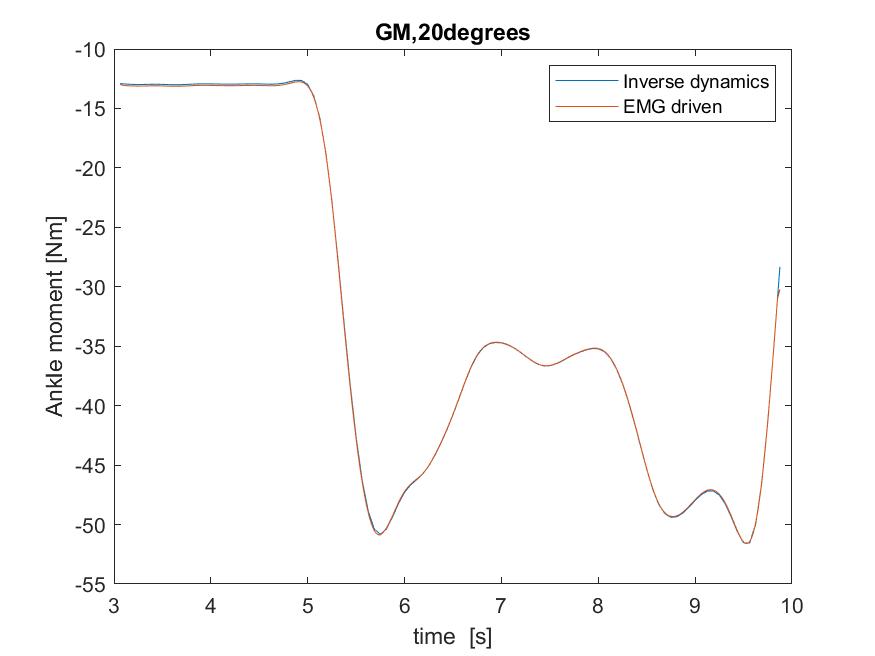 GM,20degrees
Inverse dynamics
EMG driven
Ankle moment [Nm]
-10
-15
-20
-25
-30
-35
-40
-45
-50
-55
3 4 5 6 7 8 9 10
time [s]